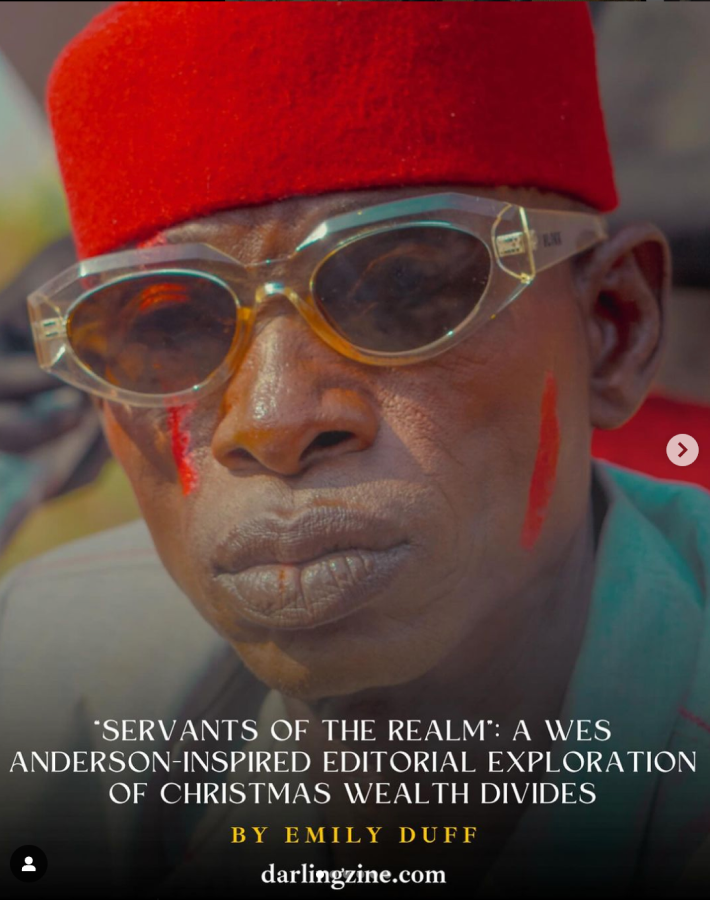 "SERVANTS OF THE REALM": A WES
ANDERSON-INSPIRED EDITORIAL EXPLORATION
OF CHRISTMAS WEALTH DIVIDES
BY EMILY DUFF
darlingzine.com